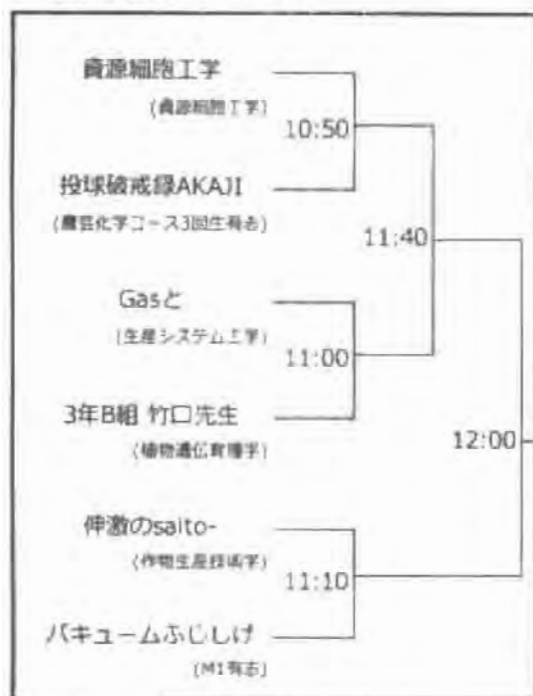 資源細胞工学
(資源細胞工学)
10:50
投球破戒録AKAJI
(農芸化学コース3回生有志)
11:40
Gasと
(生産システム工学)
11:00
3年B組 竹口先生
(植物遺伝育種学)
12:00
伸激のsaito-
(作物生産技術学)
11:10
バキュームふじしげ
(M1有志)